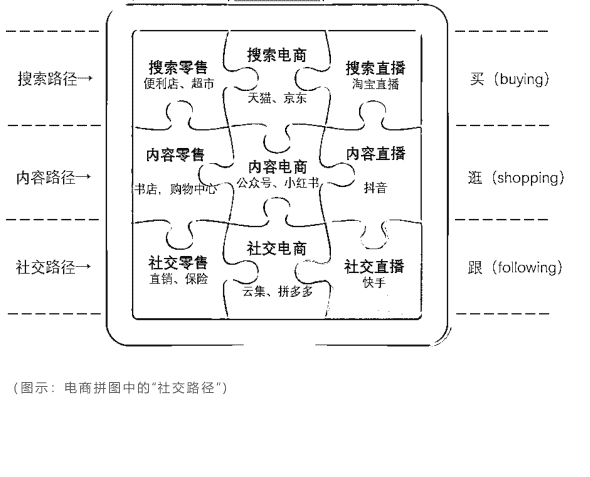 搜索路径→
搜索零售
便利店、超市
搜索电商
天猫、京东
搜索直播
淘宝直播
买（buying）
内容路径→
内容零售
书店，购物中心
内容电商
公众号、小红书
内容直播
抖音
逛（shopping）
社交路径→
社交零售
直销、保险
社交电商
云集、拼多多
社交直播
快手
跟（following）
（图示：电商拼图中的“社交路径”）